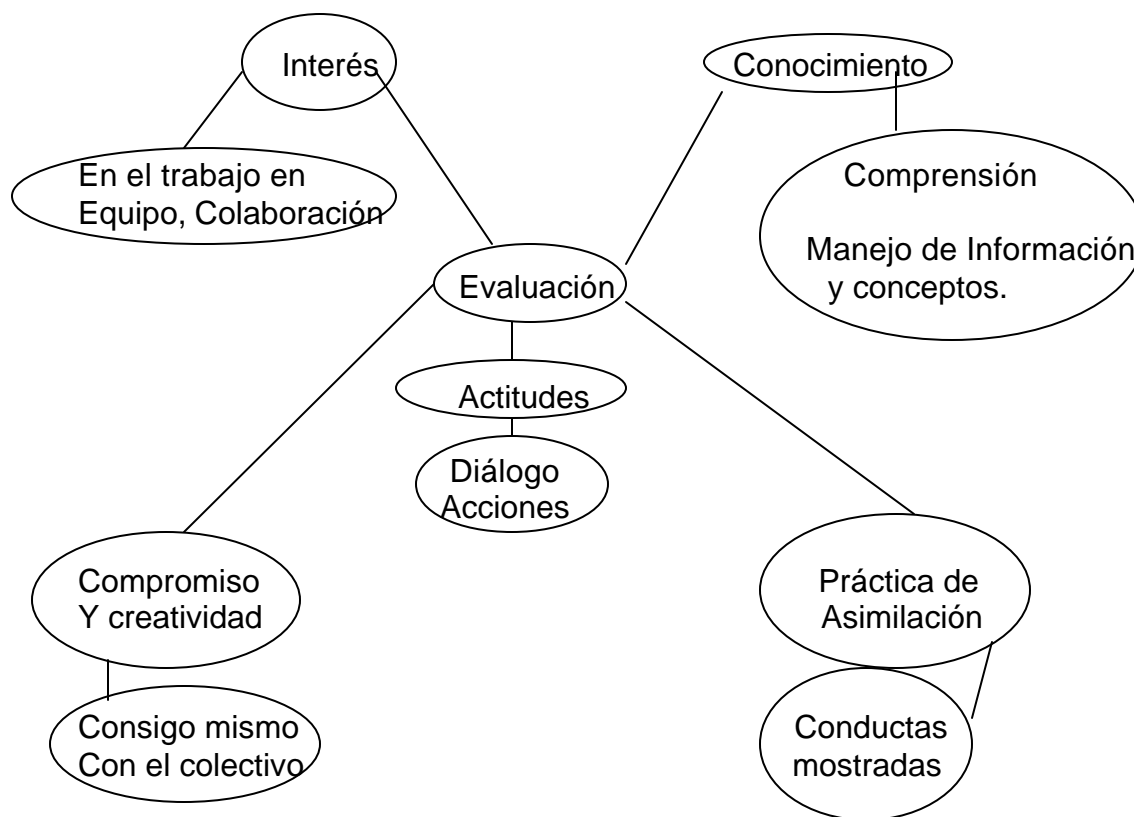 Interés
Conocimiento
En el trabajo en
Equipo, Colaboración
Comprensión
Manejo de Información
y conceptos.
Evaluación
Actitudes
Diálogo
Acciones
Compromiso
Y creatividad
Práctica de
Asimilación
Consigo mismo
Con el colectivo
Conductas
mostradas